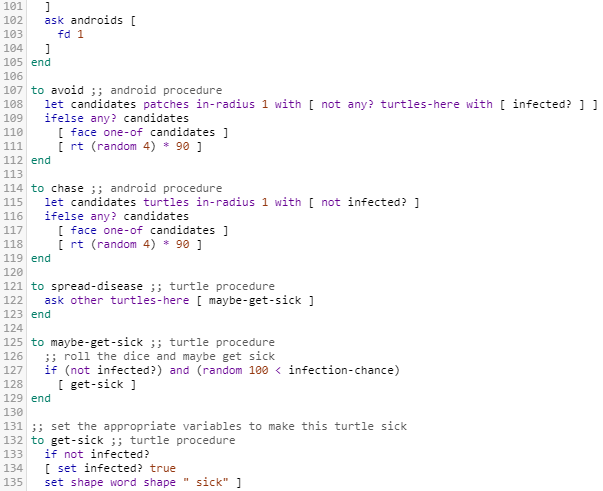 101   ]
102   ask androids [
103     fd 1
104   ]
105 end
106
107 to avoid ;; android procedure
108   let candidates patches in-radius 1 with [ not any? turtles-here with [ infected? ] ]
109   ifelse any? candidates
110     [ face one-of candidates ]
111     [ rt (random 4) * 90 ]
112 end
113
114 to chase ;; android procedure
115   let candidates turtles in-radius 1 with [ not infected? ]
116   ifelse any? candidates
117     [ face one-of candidates ]
118     [ rt (random 4) * 90 ]
119 end
120
121 to spread-disease ;; turtle procedure
122   ask other turtles-here [ maybe-get-sick ]
123 end
124
125 to maybe-get-sick ;; turtle procedure
126   ;; roll the dice and maybe get sick
127   if (not infected?) and (random 100 < infection-chance)
128     [ get-sick ]
129 end
130
131 ;; set the appropriate variables to make this turtle sick
132 to get-sick ;; turtle procedure
133   if not infected?
134   [ set infected? true
135   set shape word shape " sick" ]